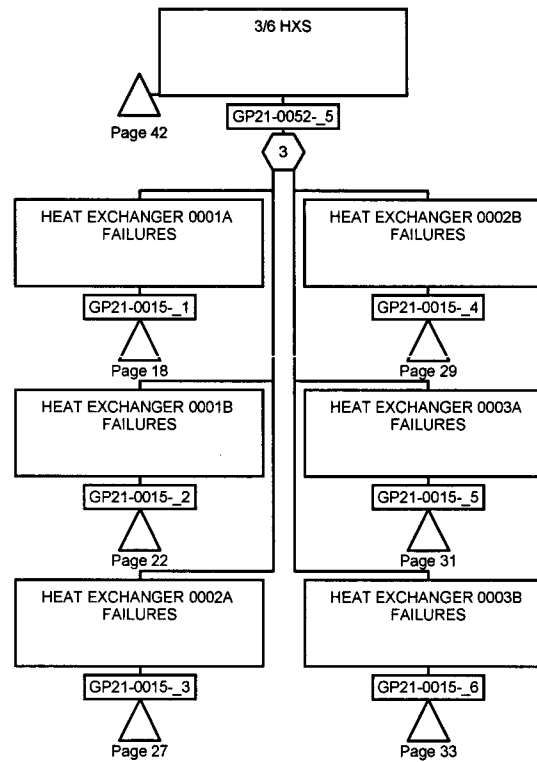 3/6 HXS
Page 42
GP21-0052-_5
3
HEAT EXCHANGER 0001A
FAILURES
GP21-0015-_1
Page 18
HEAT EXCHANGER 0002B
FAILURES
GP21-0015-_4
Page 29
HEAT EXCHANGER 0001B
FAILURES
GP21-0015-_2
Page 22
HEAT EXCHANGER 0003A
FAILURES
GP21-0015-_5
Page 31
HEAT EXCHANGER 0002A
FAILURES
GP21-0015-_3
Page 27
HEAT EXCHANGER 0003B
FAILURES
GP21-0015-_6
Page 33